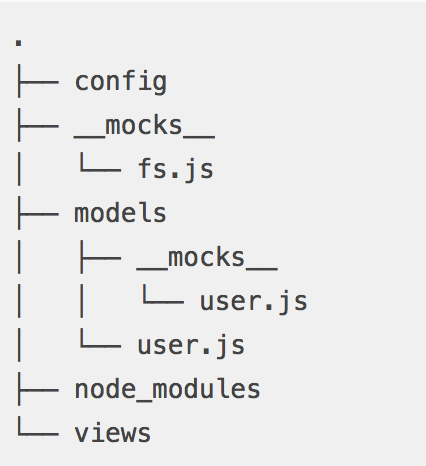 .
├── config
├── __mocks__
│   └── fs.js
├── models
│   ├── __mocks__
│   │   └── user.js
│   └── user.js
├── node_modules
└── views